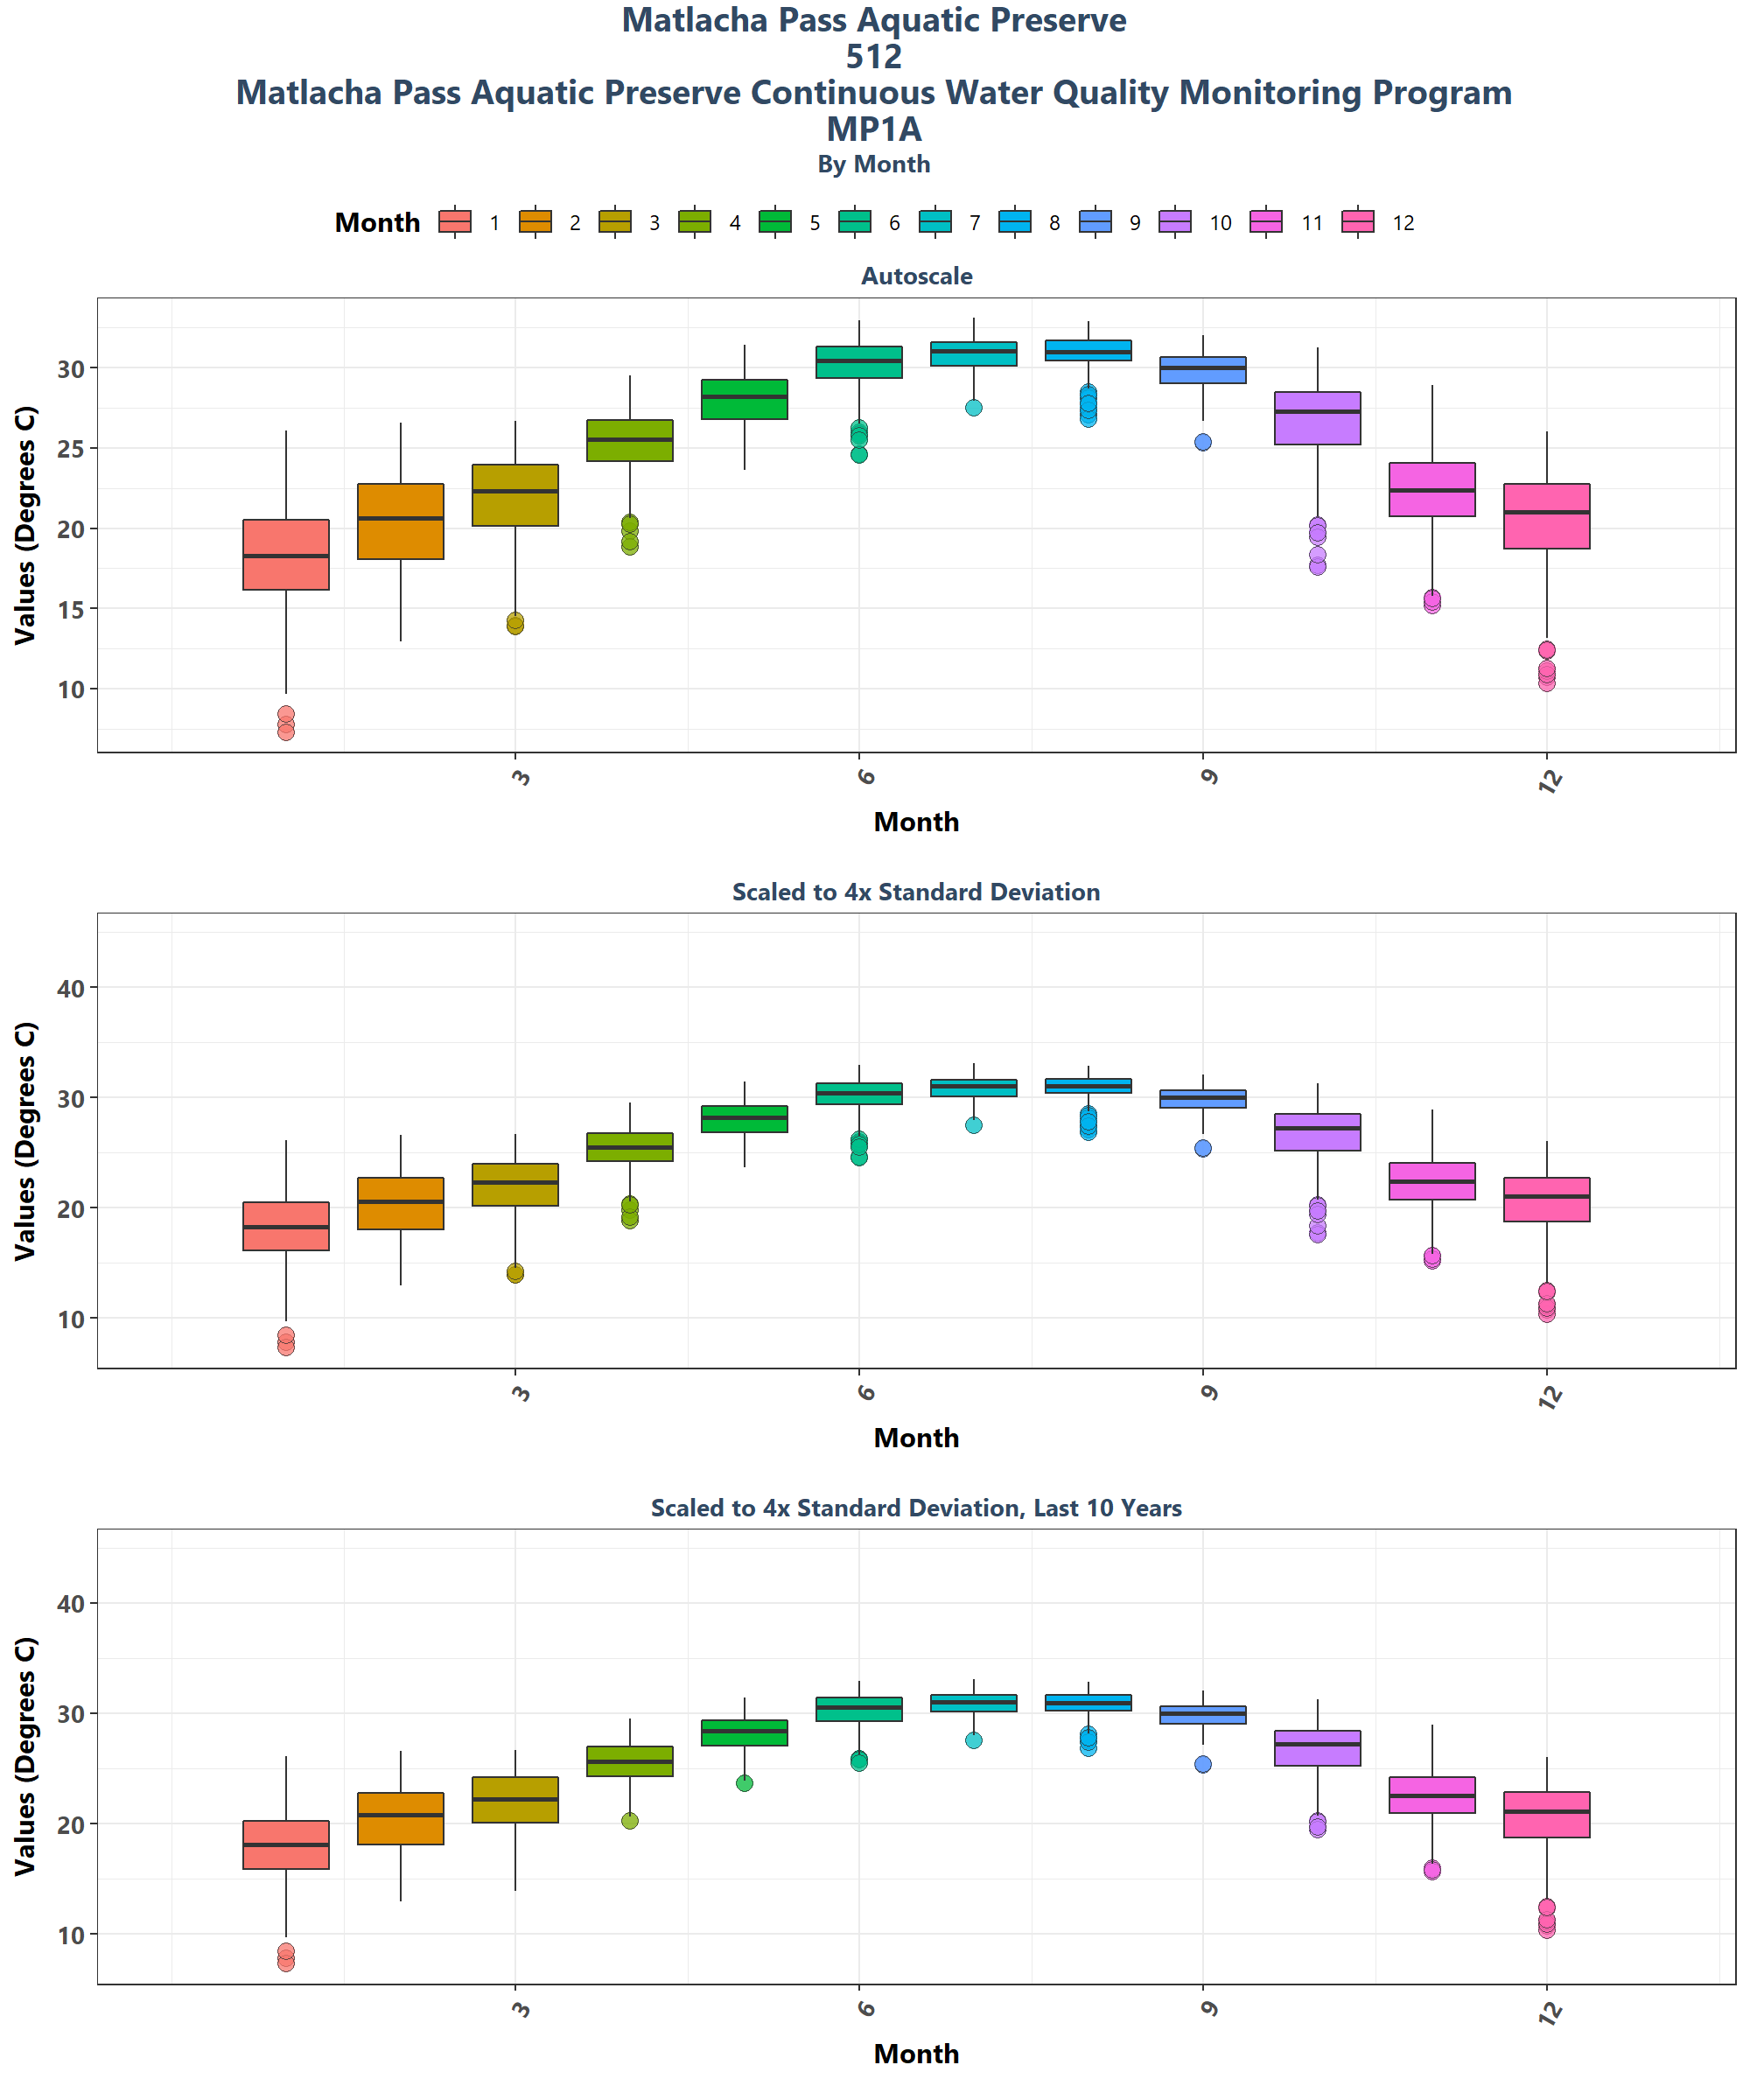 Matlacha Pass Aquatic Preserve
512
Matlacha Pass Aquatic Preserve Continuous Water Quality Monitoring Program
MP1A
By Month
Month 1 2 3 4 5 6 7 8 9 10 11 12
Autoscale
Values (Degrees C)
30
25
20
15
10
3 6 9 12
Month
Scaled to 4x Standard Deviation
Values (Degrees C)
40
30
20
10
3 6 9 12
Month
Scaled to 4x Standard Deviation, Last 10 Years
Values (Degrees C)
40
30
20
10
3 6 9 12
Month